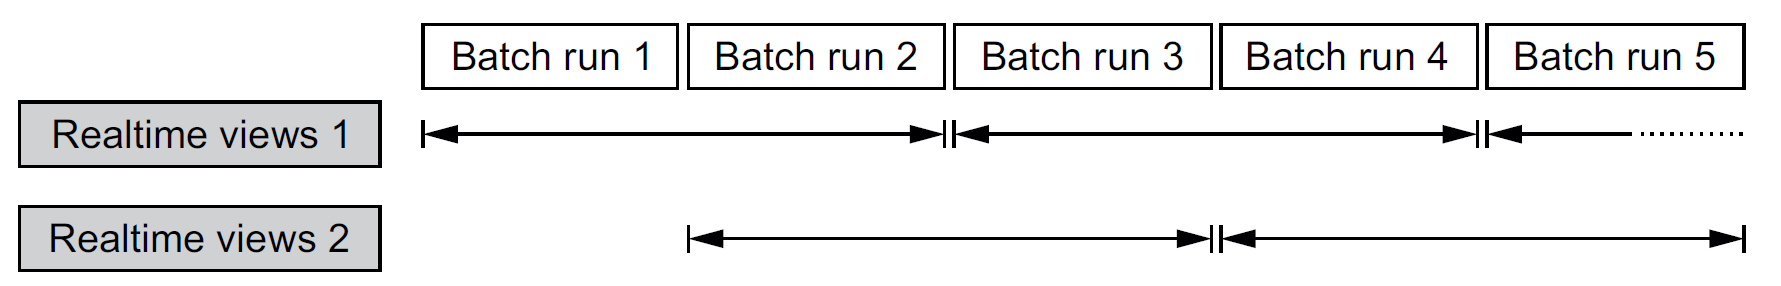 Batch run 1
Batch run 2
Batch run 3
Batch run 4
Batch run 5
Realtime views 1
Realtime views 2